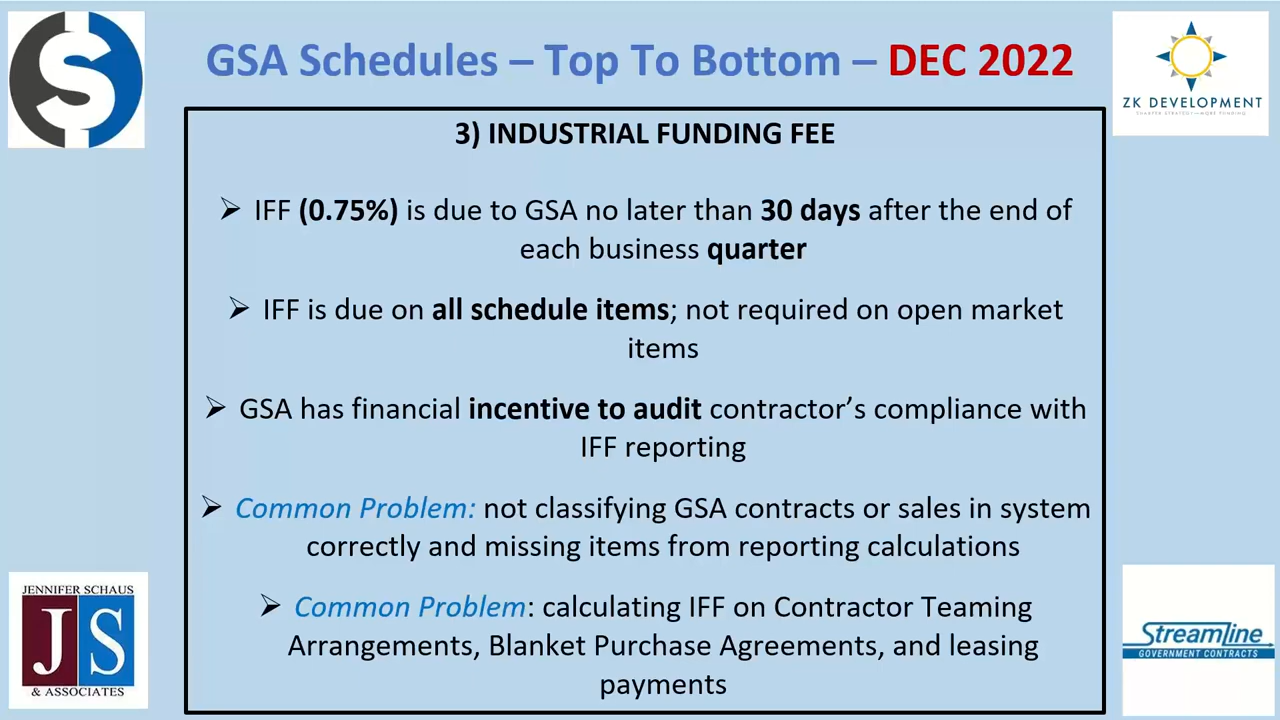 GSA Schedules – Top To Bottom – DEC 2022
ZK DEVELOPMENT
3) INDUSTRIAL FUNDING FEE
➢ IFF (0.75%) is due to GSA no later than 30 days after the end of
each business quarter
➢ IFF is due on all schedule items; not required on open market
items
➢ GSA has financial incentive to audit contractor’s compliance with
IFF reporting
➢ Common Problem: not classifying GSA contracts or sales in system
correctly and missing items from reporting calculations
➢ Common Problem: calculating IFF on Contractor Teaming
Arrangements, Blanket Purchase Agreements, and leasing
payments
JENNIFER SCHAUS
JS
& ASSOCIATES
Streamline
GOVERNMENT CONTRACTS